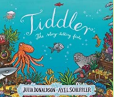 Tiddler
The story-telling fish
JULIA DONALDSON · AXEL SCHEFFLER